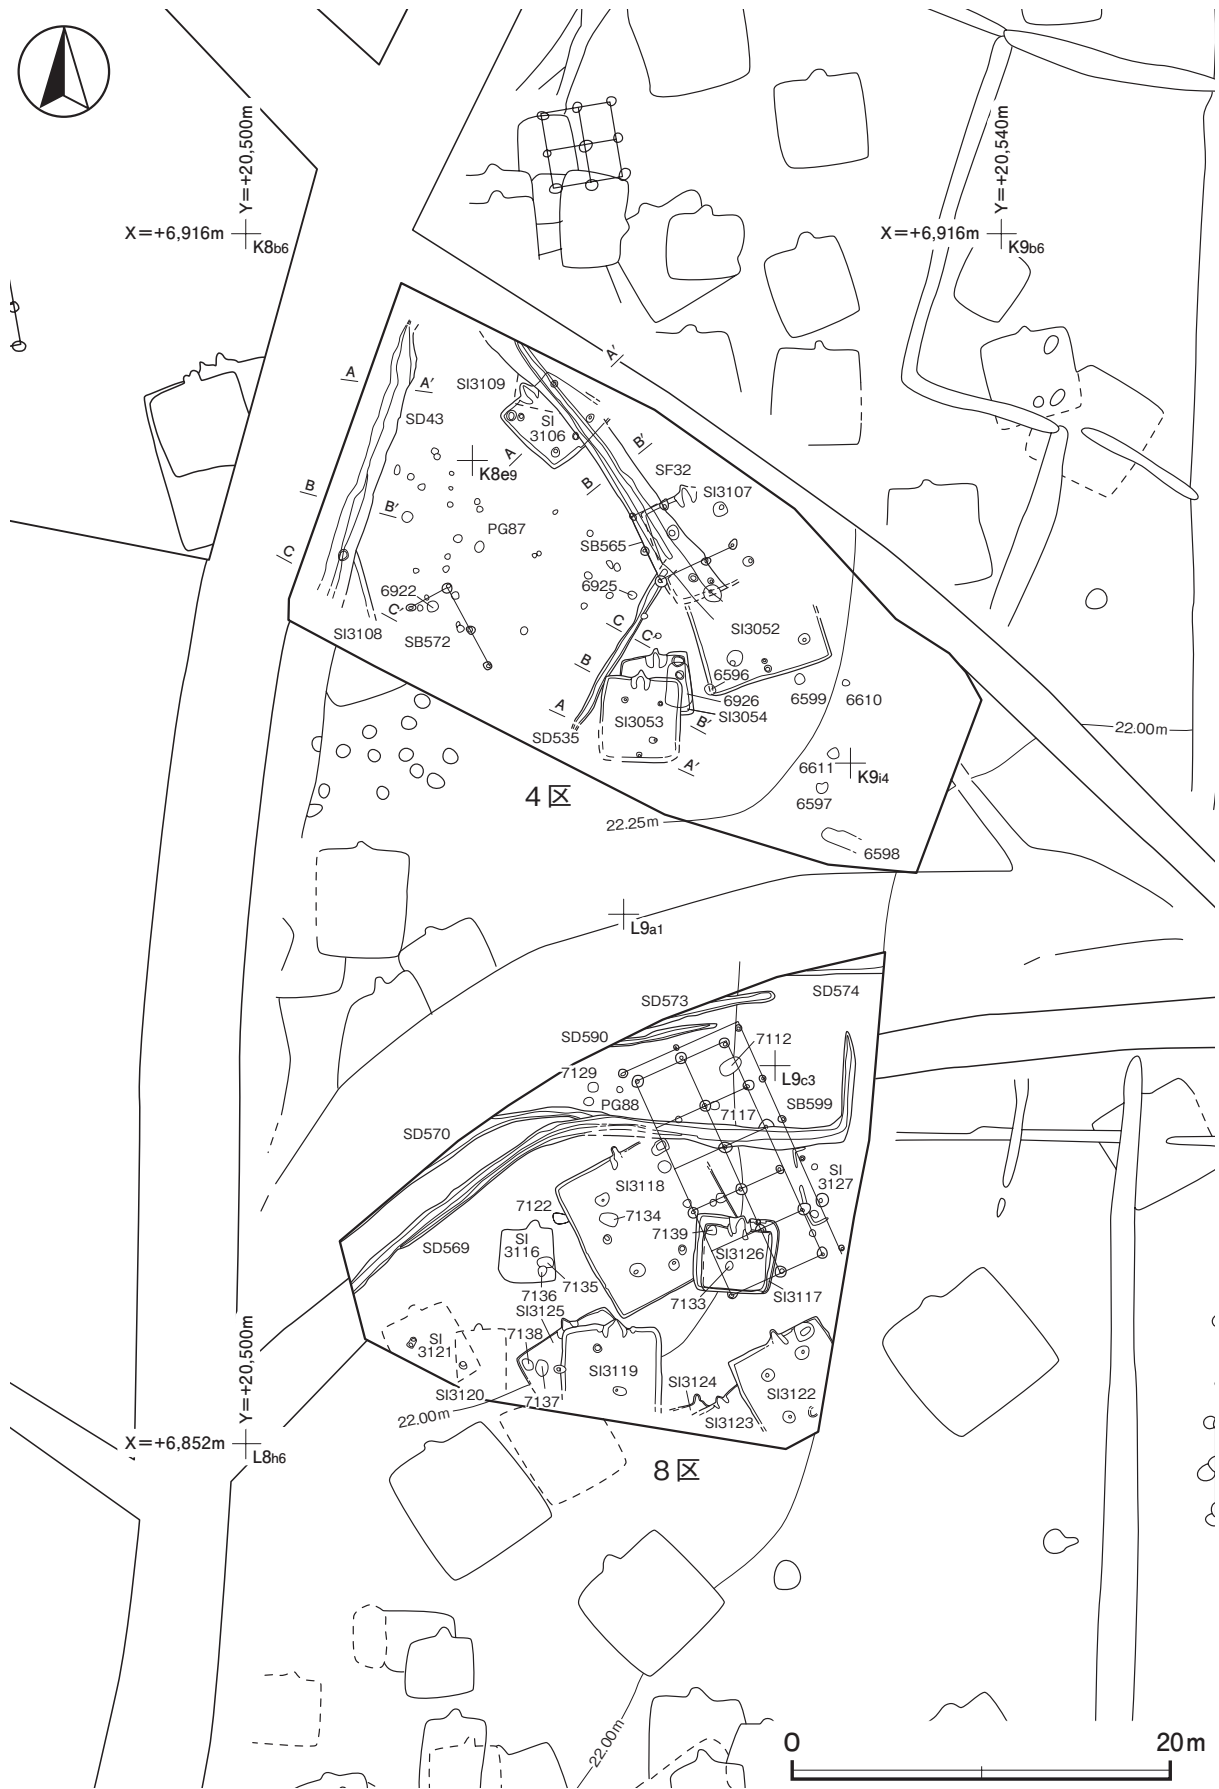 Y=+20,500m
Y=+20,540m
X=+6,916m
K8b6
X=+6,916m
K9b6
A′
A
SI3109
A′
SD43
SI
3106
B′
A
K8e9
SF32
B
B
SI3107
B′
PG87
C
SB565
6922
6925
C′
C
SI3052
SI3108
SB572
C′
B
6596
6599
6610
6926
A
SI3053
SI3054
B′
22.00m
SD535
A′
6611
K9i4
6597
4区
22.25m
6598
L9a1
SD573
SD574
SD590
7112
7129
L9c3
PG88
SB599
7117
SD570
SI
3127
SI3118
7122
7134
SI
3116
7139
SD569
SI3126
7135
7136
7133
SI3117
SI3125
7138
SI
3121
SI3119
SI3124
SI3122
SI3120
7137
SI3123
22.00m
Y=+20,500m
X=+6,852m
L8h6
8区
22.00m
0
20m